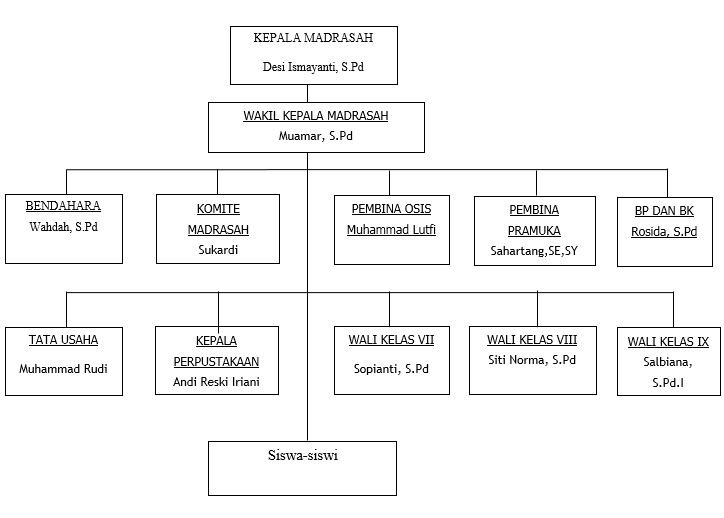 KEPALA MADRASAH
Desi Ismayanti, S.Pd
WAKIL KEPALA MADRASAH
Muamar, S.Pd
BENDAHARA
Wahdah, S.Pd
KOMITE
MADRASAH
Sukardi
PEMBINA OSIS
Muhammad Lutfi
PEMBINA
PRAMUKA
Sahartang,SE,SY
BP DAN BK
Rosida, S.Pd
TATA USAHA
Muhammad Rudi
KEPALA
PERPUSTAKAAN
Andi Reski Iriani
WALI KELAS VII
Sopianti, S.Pd
WALI KELAS VIII
Siti Norma, S.Pd
WALI KELAS IX
Salbiana,
S.Pd.I
Siswa-siswi